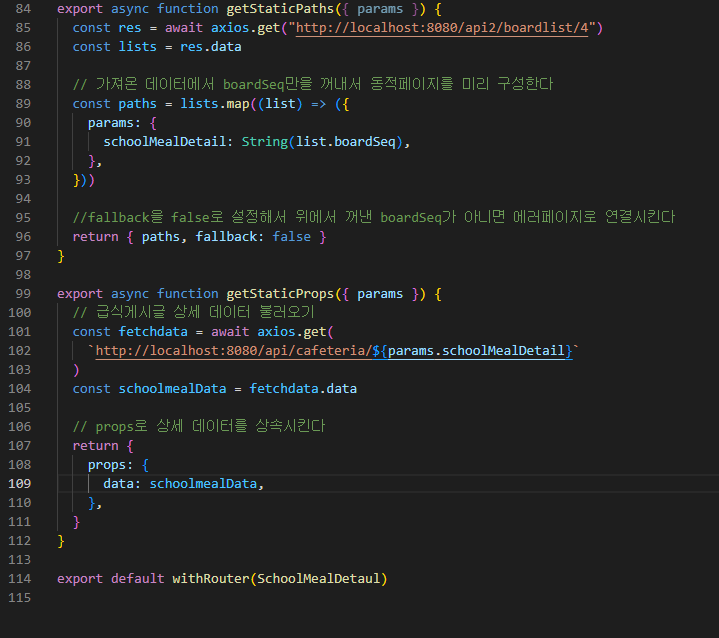 84 export async function getStaticPaths({ params }) {
85   const res = await axios.get("http://localhost:8080/api2/boardlist/4")
86   const lists = res.data
87
88   // 가져온 데이터에서 boardSeq만을 꺼내서 동적페이지를 미리 구성한다
89   const paths = lists.map((list) => ({
90     params: {
91       schoolMealDetail: String(list.boardSeq),
92     },
93   }))
94
95   //fallback을 false로 설정해서 위에서 꺼낸 boardSeq가 아니면 에러페이지로 연결시킨다
96   return { paths, fallback: false }
97 }
98
99 export async function getStaticProps({ params }) {
100   // 급식게시글 상세 데이터 불러오기
101   const fetchdata = await axios.get(
102     `http://localhost:8080/api/cafeteria/${params.schoolMealDetail}`
103   )
104   const schoolmealData = fetchdata.data
105
106   // props로 상세 데이터를 상속시킨다
107   return {
108     props: {
109       data: schoolmealData,
110     },
111   }
112 }
113
114 export default withRouter(SchoolMealDetaul)
115